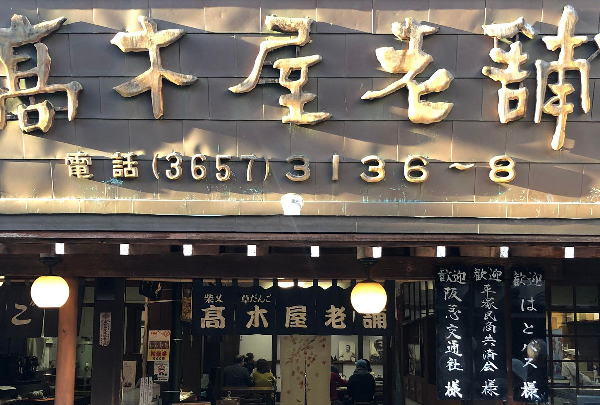 髙木屋老舗
電話(3657)3136～8
柴又 草だんご
髙木屋老舗
歓迎 阪急交通社 様
歓迎 平塚民商共済会 様
歓迎 はとバス 様